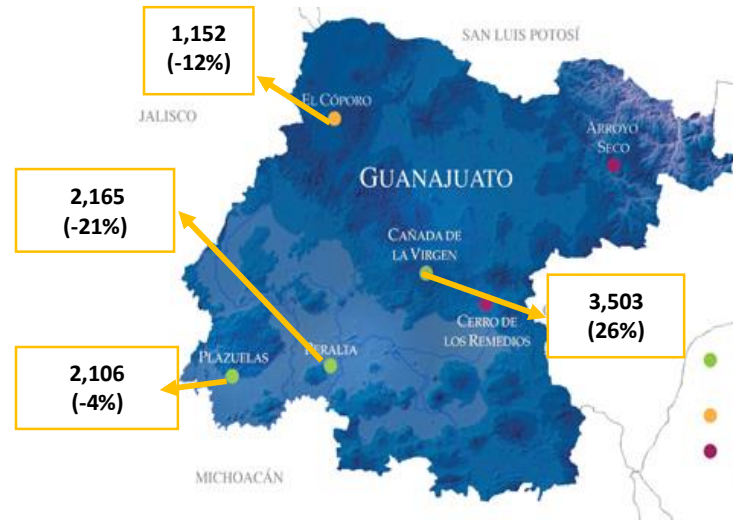 1,152
(-12%)
SAN LUIS POTOSÍ
EL CÓPORO
JALISCO
ARROYO
SECO
GUANAJUATO
2,165
(-21%)
CAÑADA DE
LA VIRGEN
3,503
(26%)
CERRO DE
LOS REMEDIOS
PLAZUELAS
PERALTA
2,106
(-4%)
MICHOACÁN